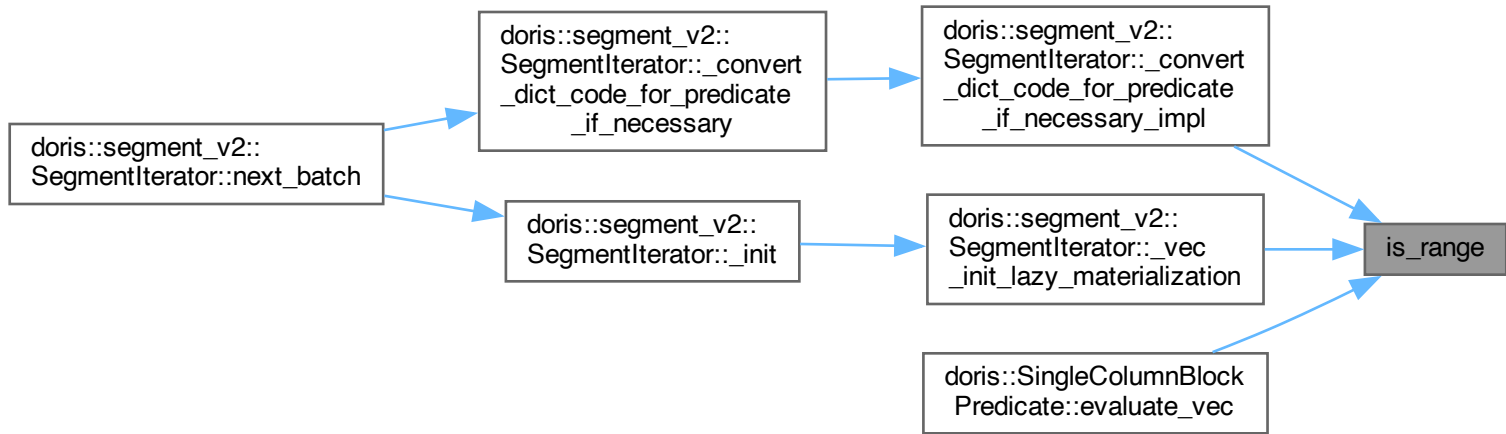 doris::segment_v2::
SegmentIterator::next_batch
doris::segment_v2::
SegmentIterator::_convert
_dict_code_for_predicate
_if_necessary
doris::segment_v2::
SegmentIterator::_init
doris::segment_v2::
SegmentIterator::_convert
_dict_code_for_predicate
_if_necessary_impl
doris::segment_v2::
SegmentIterator::_vec
_init_lazy_materialization
doris::SingleColumnBlock
Predicate::evaluate_vec
is_range